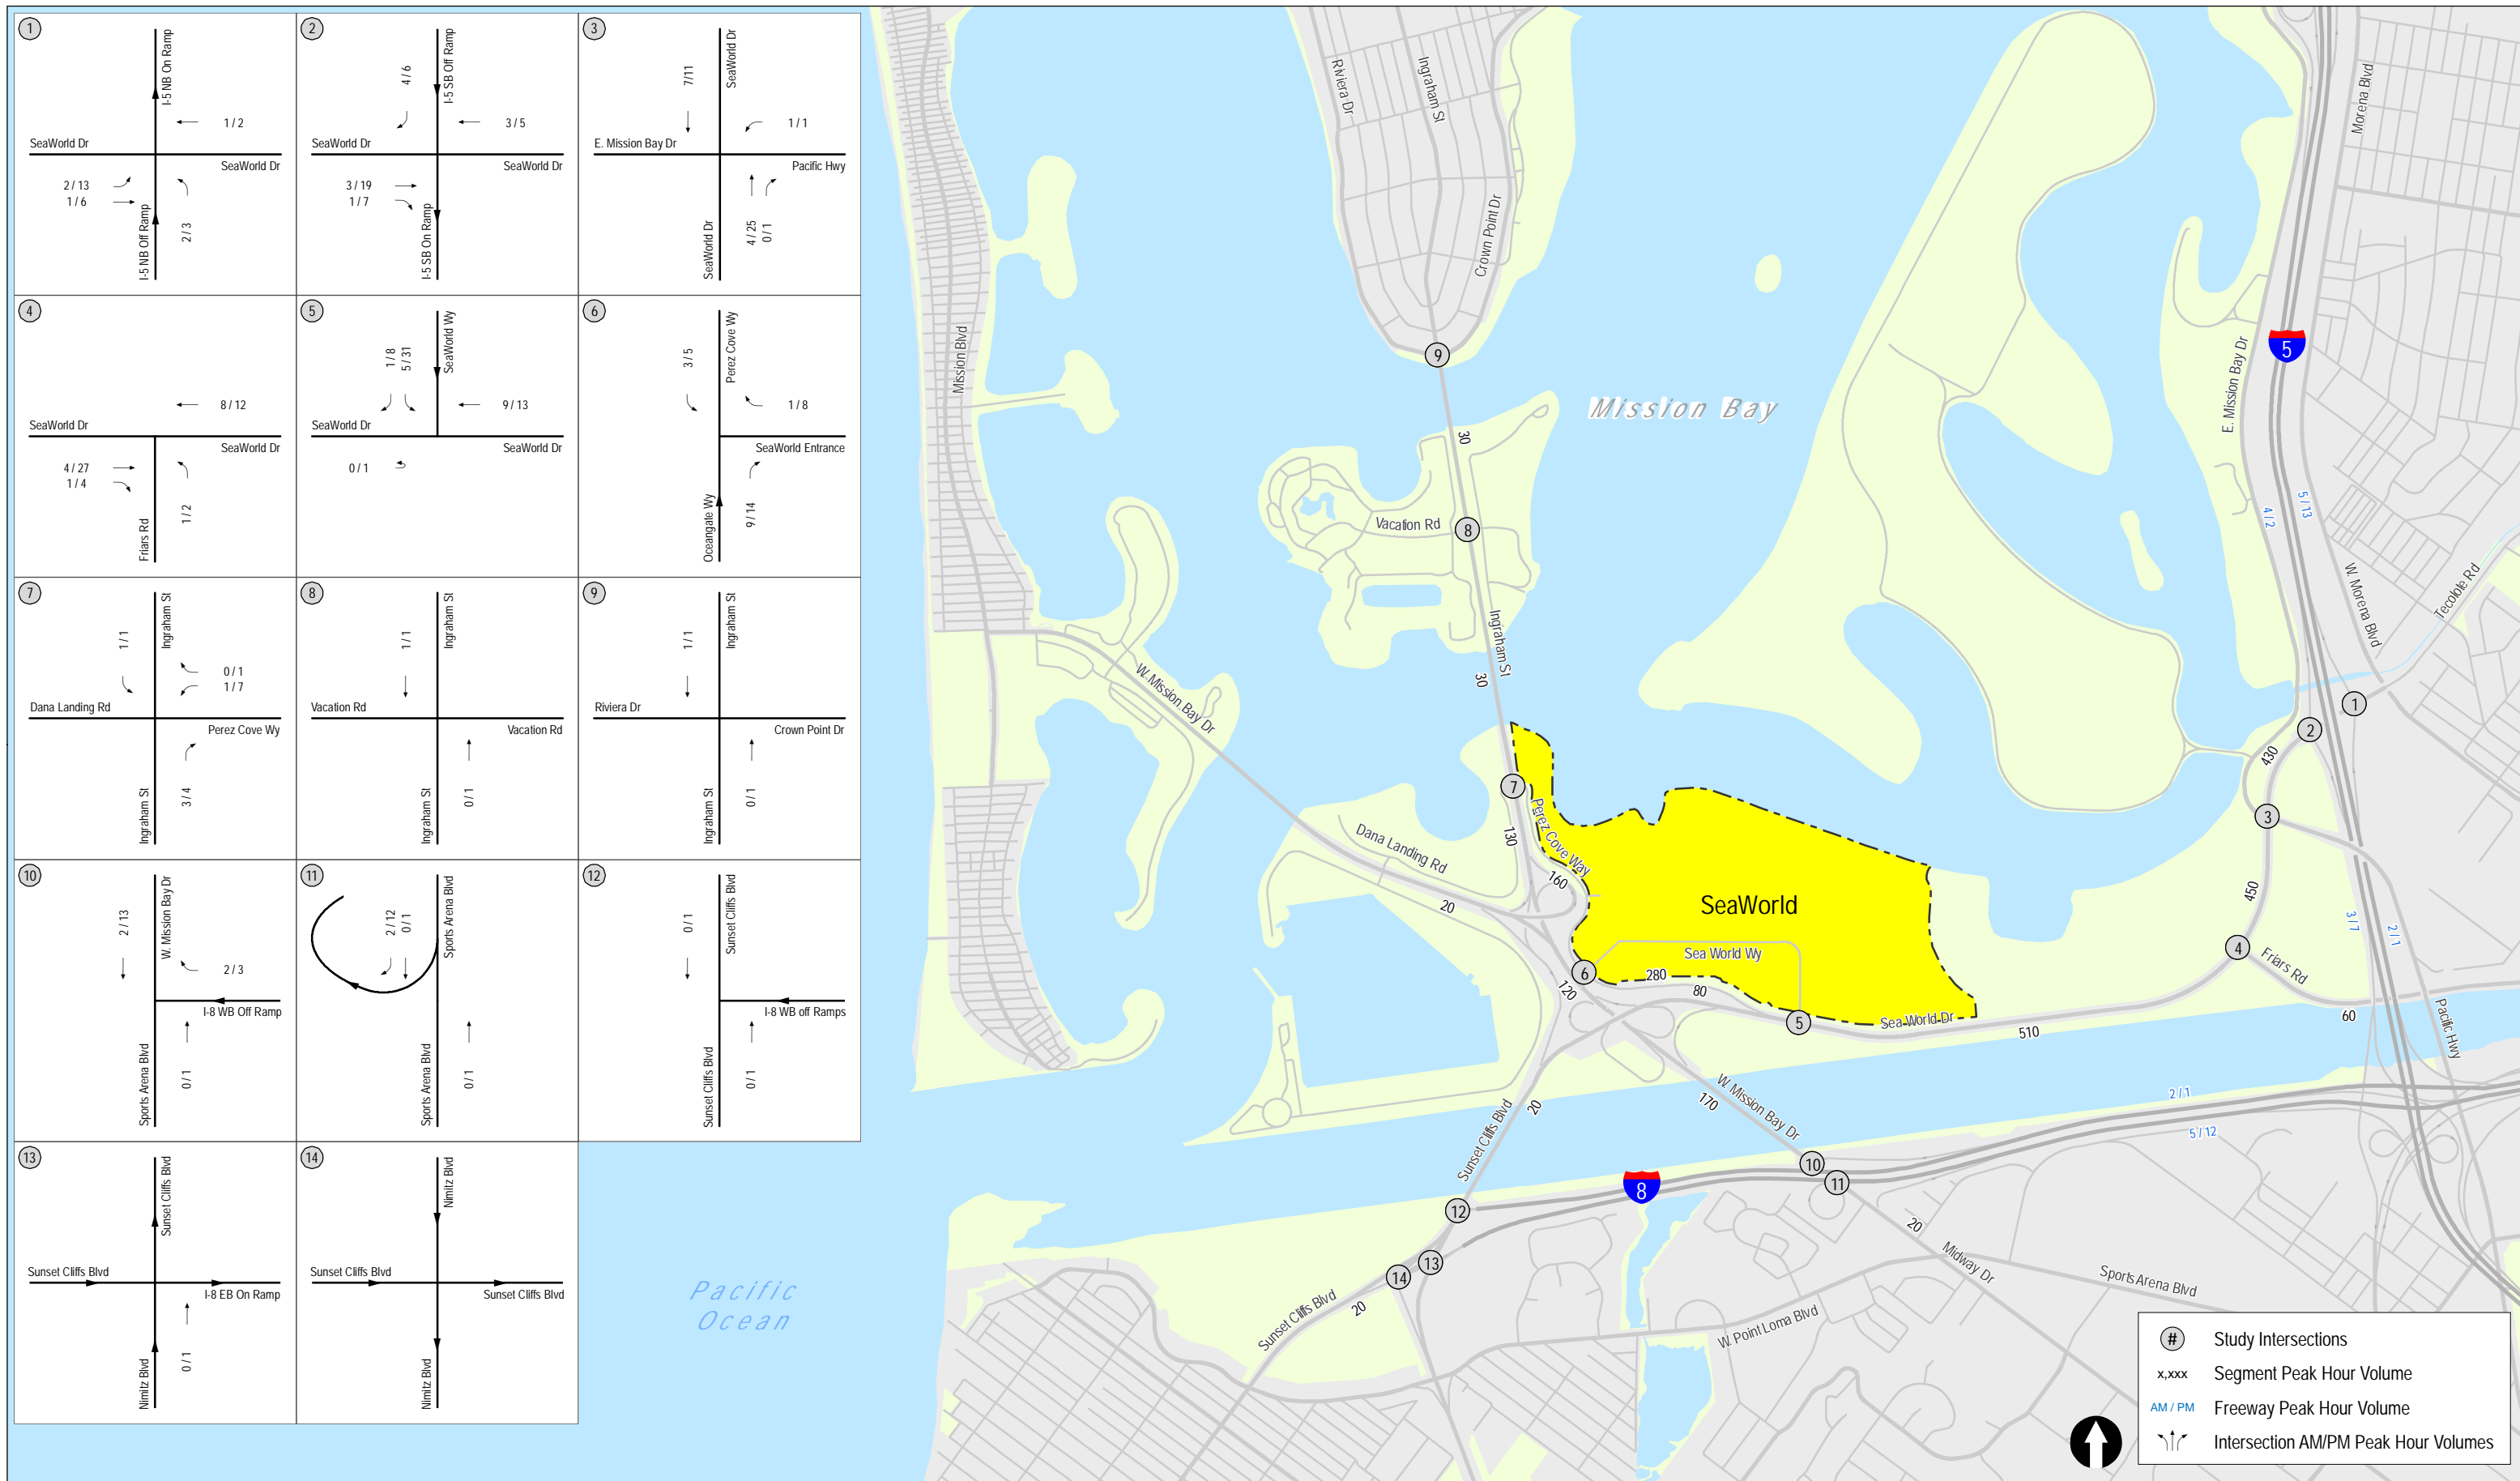 1
I-5 NB On Ramp
1 / 2
SeaWorld Dr
SeaWorld Dr
2 / 13
1 / 6
I-5 NB Off Ramp
2 / 3
2
4 / 6
I-5 SB Off Ramp
3 / 5
SeaWorld Dr
SeaWorld Dr
3 / 19
1 / 7
I-5 SB On Ramp
3
7/11
SeaWorld Dr
1 / 1
E. Mission Bay Dr
Pacific Hwy
SeaWorld Dr
4 / 25
0 / 1
4
8 / 12
SeaWorld Dr
SeaWorld Dr
4 / 27
1 / 4
Friars Rd
1 / 2
5
1 / 8
5 / 31
SeaWorld Wy
9 / 13
SeaWorld Dr
SeaWorld Dr
0 / 1
6
3 / 5
Perez Cove Wy
1 / 8
SeaWorld Entrance
Oceangate Wy
9 / 14
7
1 / 1
Ingraham St
0 / 1
1 / 7
Dana Landing Rd
Perez Cove Wy
Ingraham St
3 / 4
8
1 / 1
Ingraham St
Vacation Rd
Vacation Rd
Ingraham St
0 / 1
9
1 / 1
Ingraham St
Riviera Dr
Crown Point Dr
Ingraham St
0 / 1
10
2 / 13
W. Mission Bay Dr
2 / 3
I-8 WB Off Ramp
Sports Arena Blvd
0 / 1
11
2 / 12
0 / 1
Sports Arena Blvd
Sports Arena Blvd
0 / 1
12
0 / 1
Sunset Cliffs Blvd
I-8 WB off Ramps
Sunset Cliffs Blvd
0 / 1
13
Sunset Cliffs Blvd
Sunset Cliffs Blvd
I-8 EB On Ramp
Nimitz Blvd
0 / 1
14
Nimitz Blvd
Sunset Cliffs Blvd
Sunset Cliffs Blvd
Nimitz Blvd
Riviera Dr
Ingraham St
Crown Point Dr
Morena Blvd
Mission Blvd
9
5
E. Mission Bay Dr
Mission Bay
30
Vacation Rd
8
4 / 2
5 / 13
Ingraham St
30
W. Morena Blvd
Tecolote Rd
W. Mission Bay Dr
1
2
430
7
3
130
Perez Cove Way
Dana Landing Rd
160
20
SeaWorld
450
3 / 7
2 / 1
4
Friars Rd
6
Sea World Wy
280
80
120
5
Sea World Dr
510
60
Pacific Hwy
W. Mission Bay Dr
170
20
Sunset Cliffs Blvd
2 / 1
5 / 12
10
11
8
12
13
14
20
Midway Dr
Sports Arena Blvd
Sunset Cliffs Blvd
20
W. Point Loma Blvd
Pacific
Ocean
# Study Intersections
x,xxx Segment Peak Hour Volume
AM / PM Freeway Peak Hour Volume
Intersection AM/PM Peak Hour Volumes